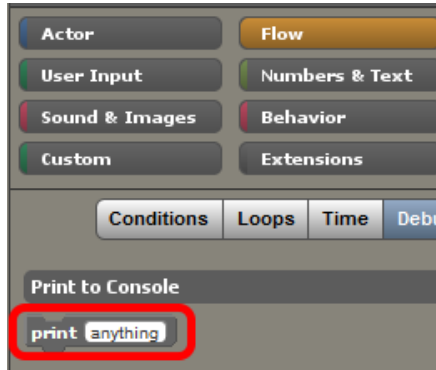 Actor Flow
User Input Numbers & Text
Sound & Images Behavior
Custom Extensions
Conditions Loops Time Debu
Print to Console
print anything